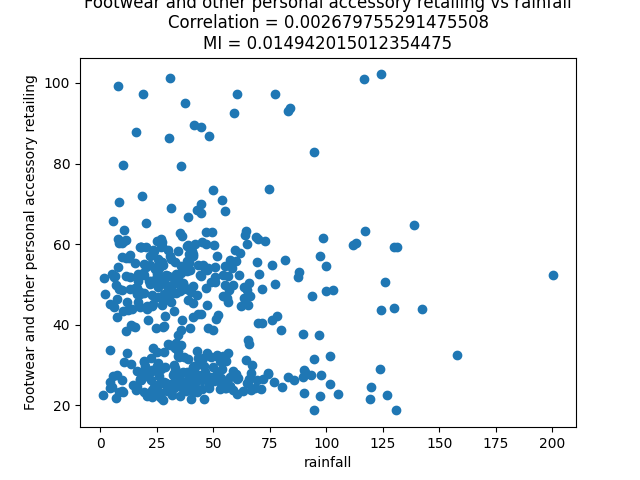 Footwear and other personal accessory retailing vs rainfall
Correlation = 0.002679755291475508
MI = 0.014942015012354475
Footwear and other personal accessory retailing
100
80
60
40
20
0 25 50 75 100 125 150 175 200
rainfall